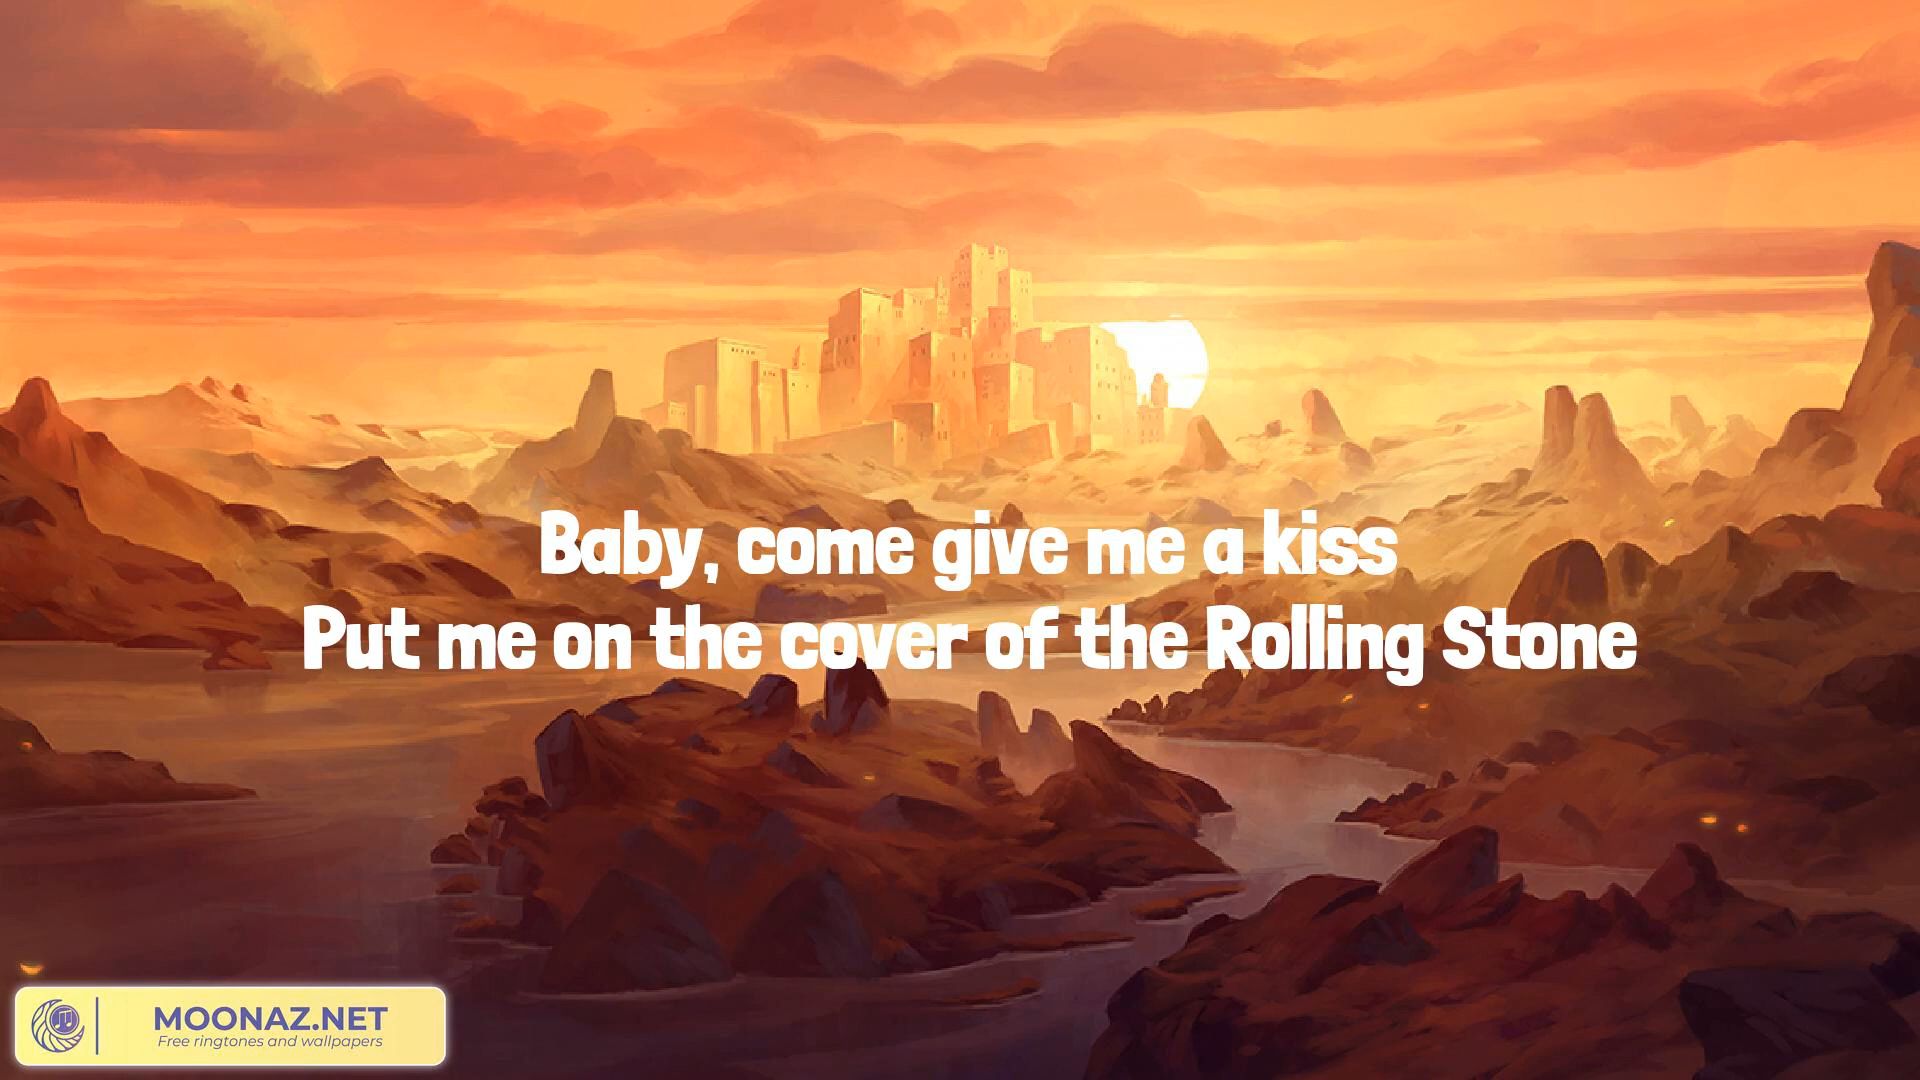 Baby, come give me a kiss
Put me on the cover of the Rolling Stone
MOONAZ.NET
Free ringtones and wallpapers